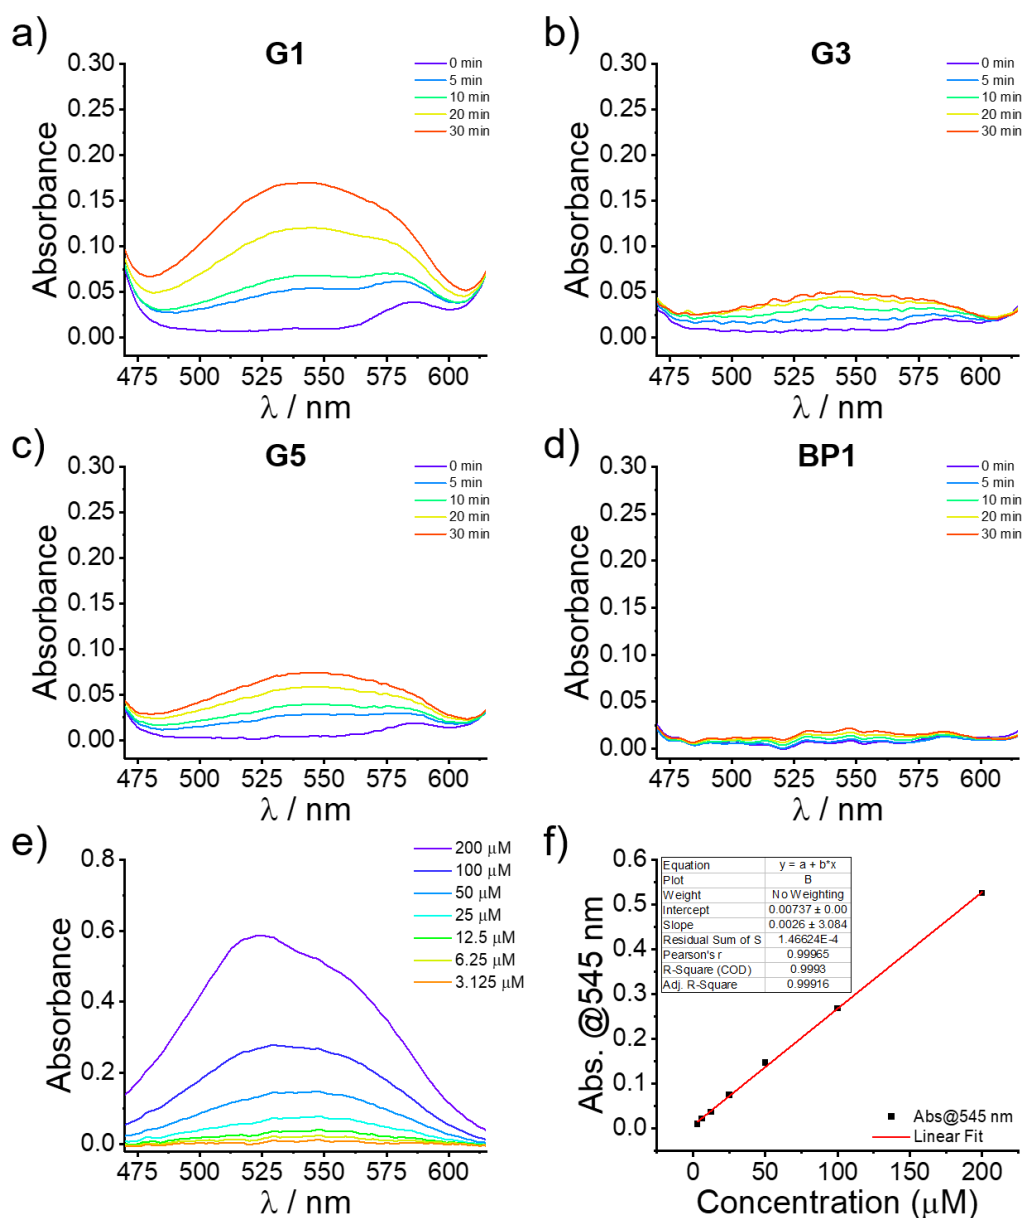 a)
G1
0.30
0.25
0.20
0.15
0.10
0.05
0.00
Absorbance
0 min
5 min
10 min
20 min
30 min
475 500 525 550 575 600
λ / nm
b)
G3
0.30
0.25
0.20
0.15
0.10
0.05
0.00
Absorbance
0 min
5 min
10 min
20 min
30 min
475 500 525 550 575 600
λ / nm
c)
G5
0.30
0.25
0.20
0.15
0.10
0.05
0.00
Absorbance
0 min
5 min
10 min
20 min
30 min
475 500 525 550 575 600
λ / nm
d)
BP1
0.30
0.25
0.20
0.15
0.10
0.05
0.00
Absorbance
0 min
5 min
10 min
20 min
30 min
475 500 525 550 575 600
λ / nm
e)
0.8
0.6
0.4
0.2
0.0
Absorbance
200 μM
100 μM
50 μM
25 μM
12.5 μM
6.25 μM
3.125 μM
475 500 525 550 575 600
λ / nm
f)
0.6
0.5
0.4
0.3
0.2
0.1
0.0
Abs. @545 nm
Equation y = a + b*x
Plot B
Weight No Weighting
Intercept 0.00737 ± 0.00
Slope 0.0026 ± 3.084
Residual Sum of S 1.46624E-4
Pearson's r 0.99965
R-Square (COD) 0.9993
Adj. R-Square 0.99916
Abs@545 nm
Linear Fit
0 50 100 150 200
Concentration (μM)